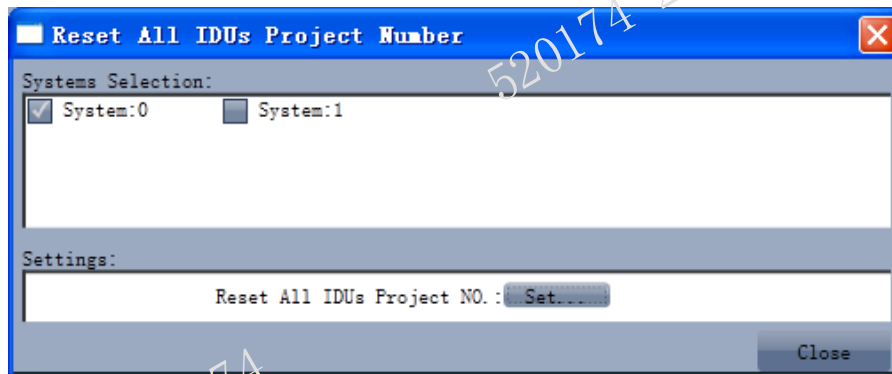 Reset All IDUs Project Number
Systems Selection:
System:0 System:1
Settings:
Reset All IDUs Project NO.: Set...
Close
520174